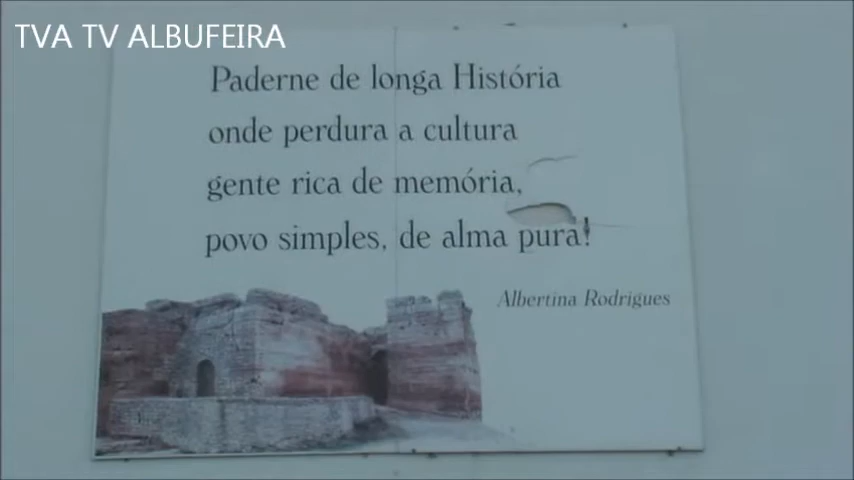 TVA TV ALBUFEIRA
Paderne de longa História
onde perdura a cultura
gente rica de memória,
povo simples, de alma pura!
Albertina Rodrigues